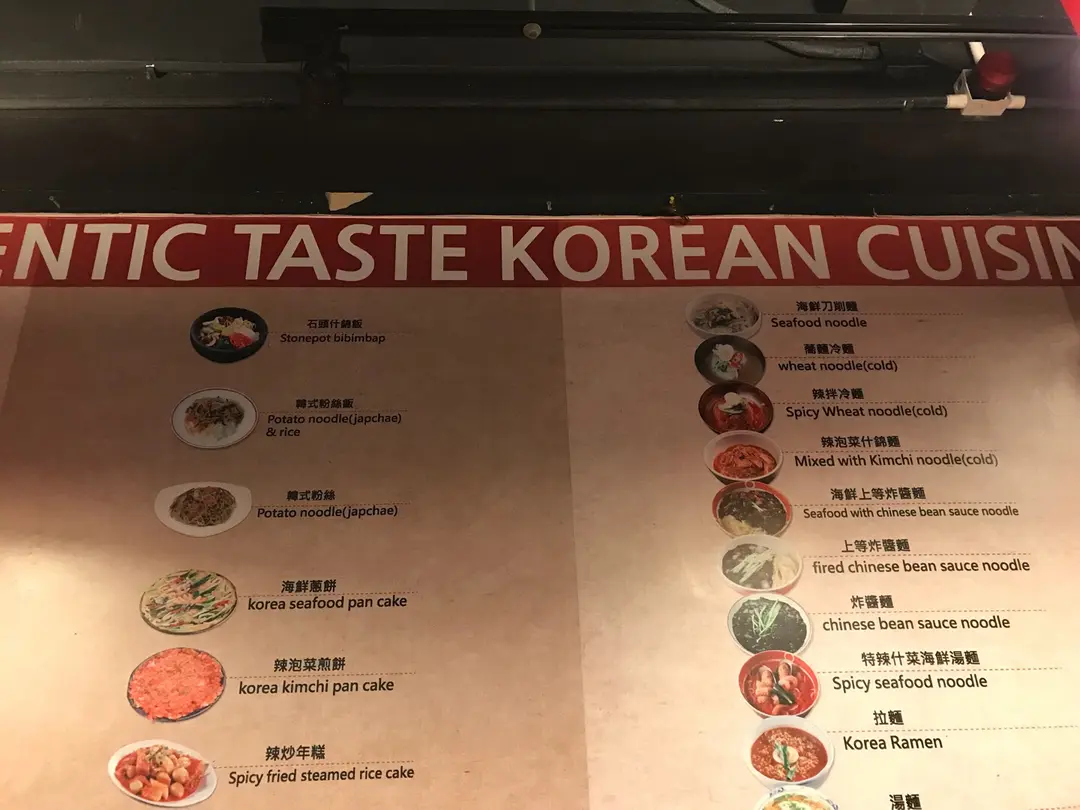 ENTIC TASTE KOREAN CUISIN
石頭什錦飯
Stonepot bibimbap
韓式粉絲飯
Potato noodle(japchae)
& rice
韓式粉絲
Potato noodle(japchae)
海鮮蔥餅
korea seafood pan cake
辣泡菜煎餅
korea kimchi pan cake
辣炒年糕
Spicy fried steamed rice cake
海鮮刀削麵
Seafood noodle
蕎麵冷麵
wheat noodle(cold)
辣拌冷麵
Spicy Wheat noodle(cold)
辣泡菜什錦麵
Mixed with Kimchi noodle(cold)
海鮮上等炸醬麵
Seafood with chinese bean sauce noodle
上等炸醬麵
fired chinese bean sauce noodle
炸醬麵
chinese bean sauce noodle
特辣什菜海鮮湯麵
Spicy seafood noodle
拉麵
Korea Ramen
湯麵